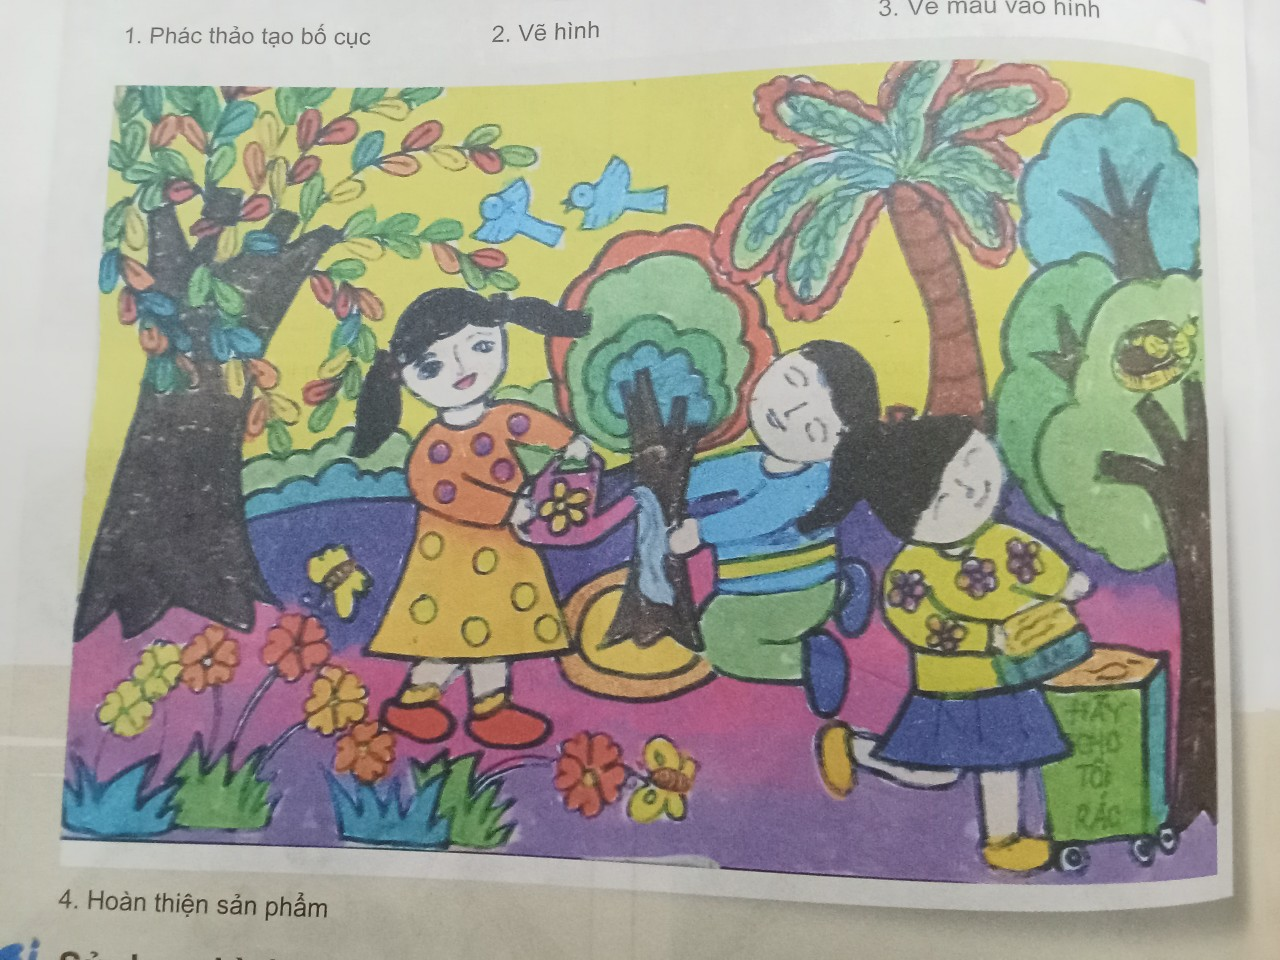 1. Phác thảo tạo bố cục
2. Vẽ hình
3. Vẽ màu vào hình
HÃY
CHO
TÔI
RÁC
4. Hoàn thiện sản phẩm